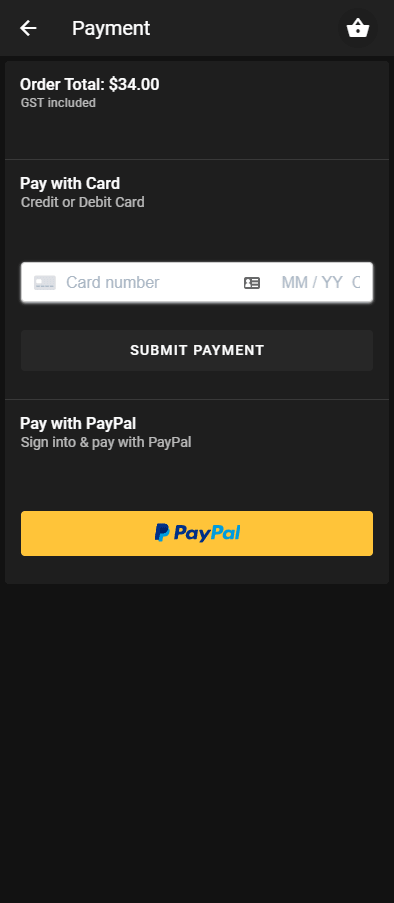 Payment
Order Total: $34.00
GST included
Pay with Card
Credit or Debit Card
Card number MM / YY C
SUBMIT PAYMENT
Pay with PayPal
Sign into & pay with PayPal
PayPal